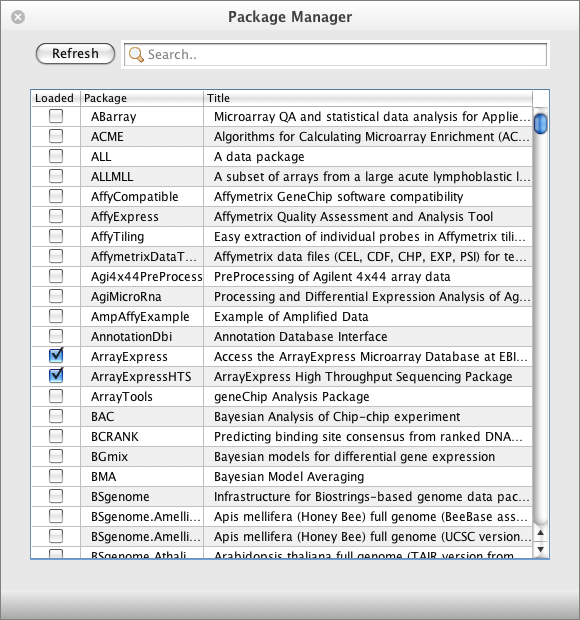 Package Manager
Refresh
Search..
Loaded Package Title
ABarray Microarray QA and statistical data analysis for Applie...
ACME Algorithms for Calculating Microarray Enrichment (AC...
ALL A data package
ALLMLL A subset of arrays from a large acute lymphoblastic l...
AffyCompatible Affymetrix GeneChip software compatibility
AffyExpress Affymetrix Quality Assessment and Analysis Tool
AffyTiling Easy extraction of individual probes in Affymetrix tili...
AffymetrixDataT... Affymetrix data files (CEL, CDF, CHP, EXP, PSI) for te...
Agi4x44PreProcess PreProcessing of Agilent 4x44 array data
AgiMicroRna Processing and Differential Expression Analysis of Ag...
AmpAffyExample Example of Amplified Data
AnnotationDbi Annotation Database Interface
ArrayExpress Access the ArrayExpress Microarray Database at EBI...
ArrayExpressHTS ArrayExpress High Throughput Sequencing Package
ArrayTools geneChip Analysis Package
BAC Bayesian Analysis of Chip-chip experiment
BCRANK Predicting binding site consensus from ranked DNA...
BGmix Bayesian models for differential gene expression
BMA Bayesian Model Averaging
BSgenome Infrastructure for Biostrings-based genome data pac...
BSgenome.Amelli... Apis mellifera (Honey Bee) full genome (BeeBase ass...
BSgenome.Amelli... Apis mellifera (Honey Bee) full genome (UCSC version...
BSgenome.Athali... Arabidopsis thaliana full genome (TAIR version from...